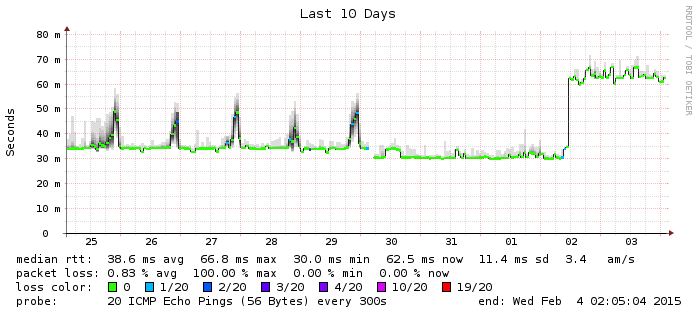 Last 10 Days
RRDTOOL / TOBI OETIKER
Seconds
80 m
70 m
60 m
50 m
40 m
30 m
20 m
10 m
0
25 26 27 28 29 30 31 01 02 03
median rtt: 38.6 ms avg 66.8 ms max 30.0 ms min 62.5 ms now 11.4 ms sd 3.4 am/s
packet loss: 0.83 % avg 100.00 % max 0.00 % min 0.00 % now
loss color: 0 1/20 2/20 3/20 4/20 10/20 19/20
probe: 20 ICMP Echo Pings (56 Bytes) every 300s end: Wed Feb 4 02:05:04 2015